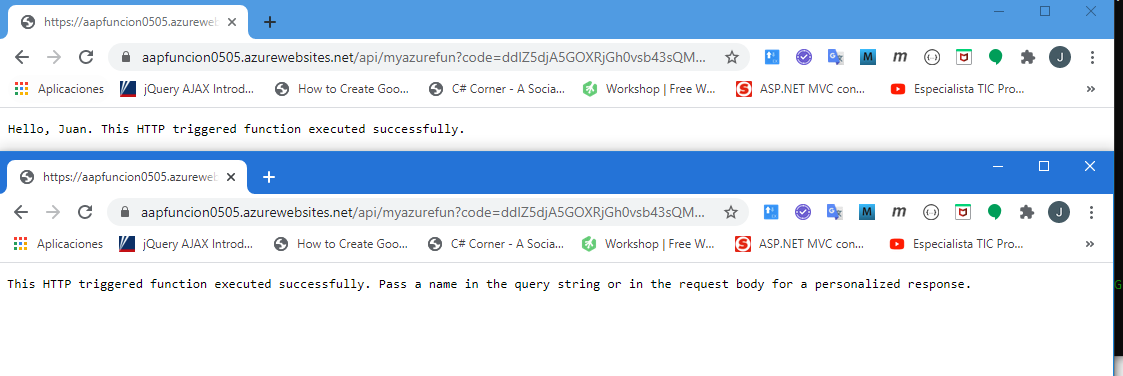 https://aapfuncion0505.azureweb
aapfuncion0505.azurewebsites.net/api/myazurefun?code=ddIZ5djA5GOXRjGh0vsb43sQM... M m J
Aplicaciones jQuery AJAX Introd... How to Create Goo... C# Corner - A Socia... Workshop | Free W... S ASP.NET MVC con... Especialista TIC Pro... »
Hello, Juan. This HTTP triggered function executed successfully.
https://aapfuncion0505.azureweb
aapfuncion0505.azurewebsites.net/api/myazurefun?code=ddIZ5djA5GOXRjGh0vsb43sQM... M m J
Aplicaciones jQuery AJAX Introd... How to Create Goo... C# Corner - A Socia... Workshop | Free W... S ASP.NET MVC con... Especialista TIC Pro... »
This HTTP triggered function executed successfully. Pass a name in the query string or in the request body for a personalized response.
G